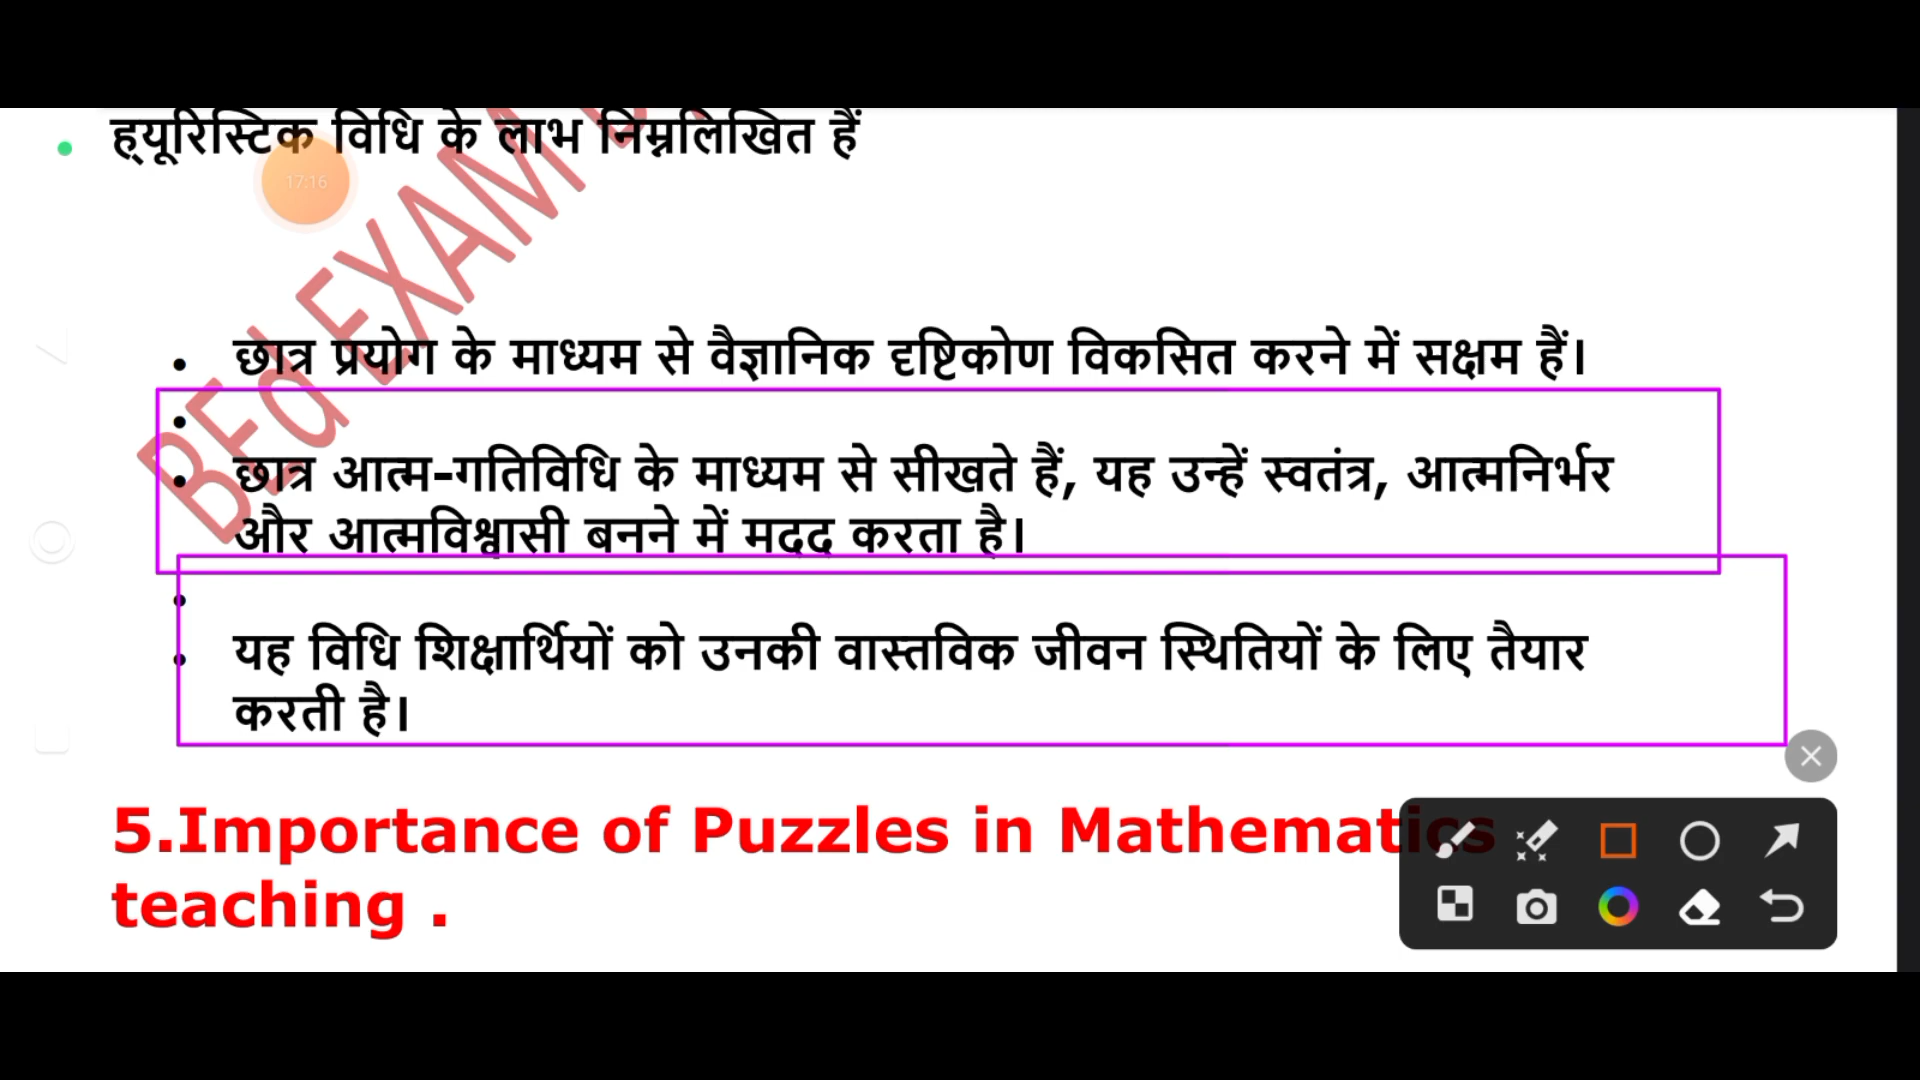 ह्यूरिस्टिक विधि के लाभ निम्नलिखित हैं
17:16
BEd EXAM
छात्र प्रयोग के माध्यम से वैज्ञानिक दृष्टिकोण विकसित करने में सक्षम हैं।
छात्र आत्म-गतिविधि के माध्यम से सीखते हैं, यह उन्हें स्वतंत्र, आत्मनिर्भर
और आत्मविश्वासी बनने में मदद करता है।
यह विधि शिक्षार्थियों को उनकी वास्तविक जीवन स्थितियों के लिए तैयार
करती है।
5.Importance of Puzzles in Mathematics
teaching .